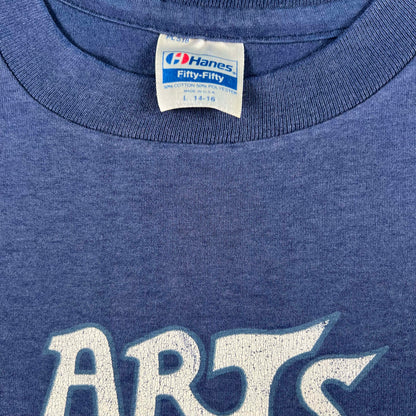 Hanes
Fifty-Fifty
50% COTTON 50% POLYESTER
MADE IN U.S.A.
L 14-16
ARTS